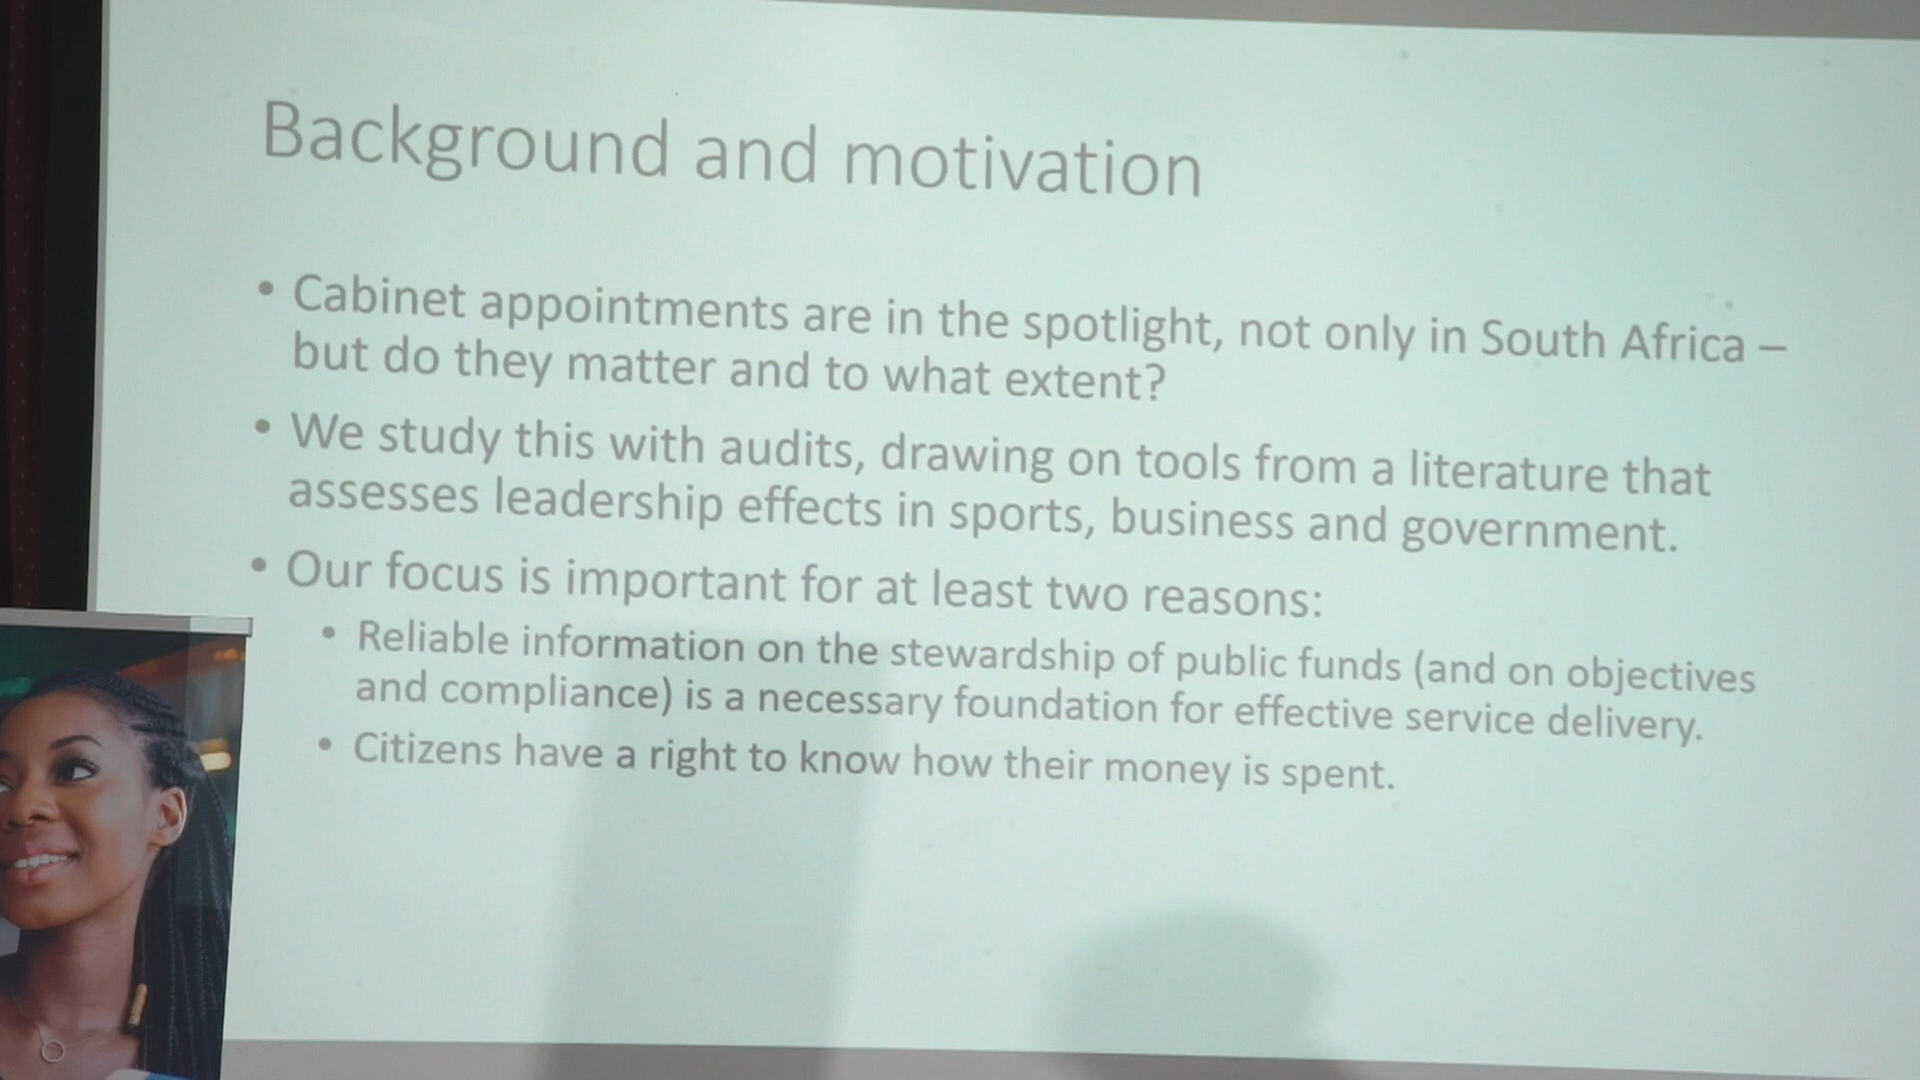 Background and motivation
• Cabinet appointments are in the spotlight, not only in South Africa –
but do they matter and to what extent?
• We study this with audits, drawing on tools from a literature that
assesses leadership effects in sports, business and government.
• Our focus is important for at least two reasons:
• Reliable information on the stewardship of public funds (and on objectives
and compliance) is a necessary foundation for effective service delivery.
• Citizens have a right to know how their money is spent.